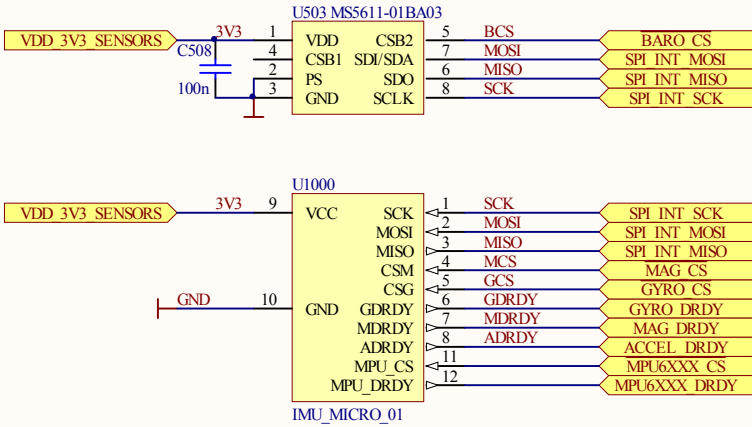 U503 MS5611-01BA03
VDD_3V3_SENSORS 3V3 1 VDD CSB2 5 BCS BARO_CS
C508 4 CSB1 SDI/SDA 7 MOSI SPI_INT_MOSI
2 PS SDO 6 MISO SPI_INT_MISO
100n 3 GND SCLK 8 SCK SPI_INT_SCK
U1000
VDD_3V3_SENSORS 3V3 9 VCC SCK 1 SCK SPI_INT_SCK
MOSI 2 MOSI SPI_INT_MOSI
MISO 3 MISO SPI_INT_MISO
CSM 4 MCS MAG_CS
CSG 5 GCS GYRO_CS
GND 10 GND GDRDY 6 GDRDY GYRO_DRDY
MDRDY 7 MDRDY MAG_DRDY
ADRDY 8 ADRDY ACCEL_DRDY
MPU_CS 11 MPU6XXX_CS
MPU_DRDY 12 MPU6XXX_DRDY
IMU_MICRO_01